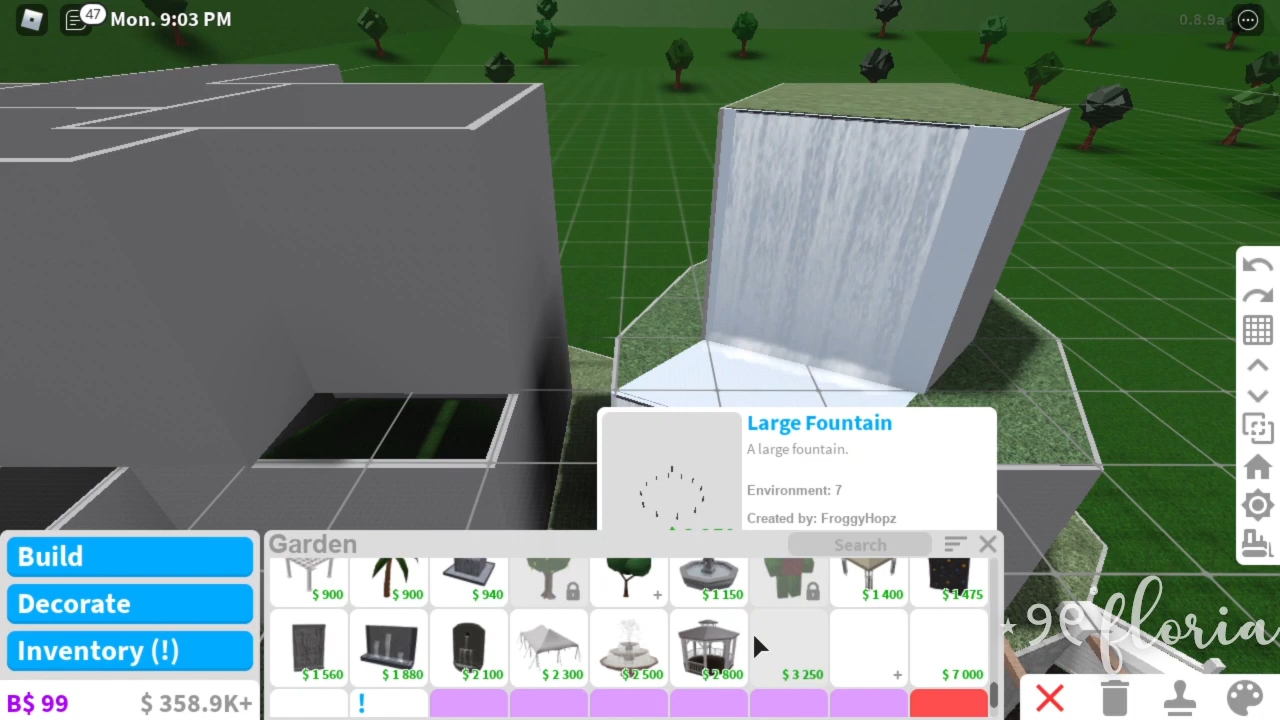 47 Mon. 9:03 PM
0.8.9a
Large Fountain
A large fountain.
Environment: 7
Created by: FroggyHopz
Build
Decorate
Inventory (!)
B$ 99 $ 358.9K+
Garden
Search
$ 900 $ 900 $ 940 + $ 1 150 $ 1 400 $ 1 475
$ 1 560 $ 1 880 $ 2 100 $ 2 300 $ 2 500 $ 2 800 $ 3 250 + $ 7 000
!